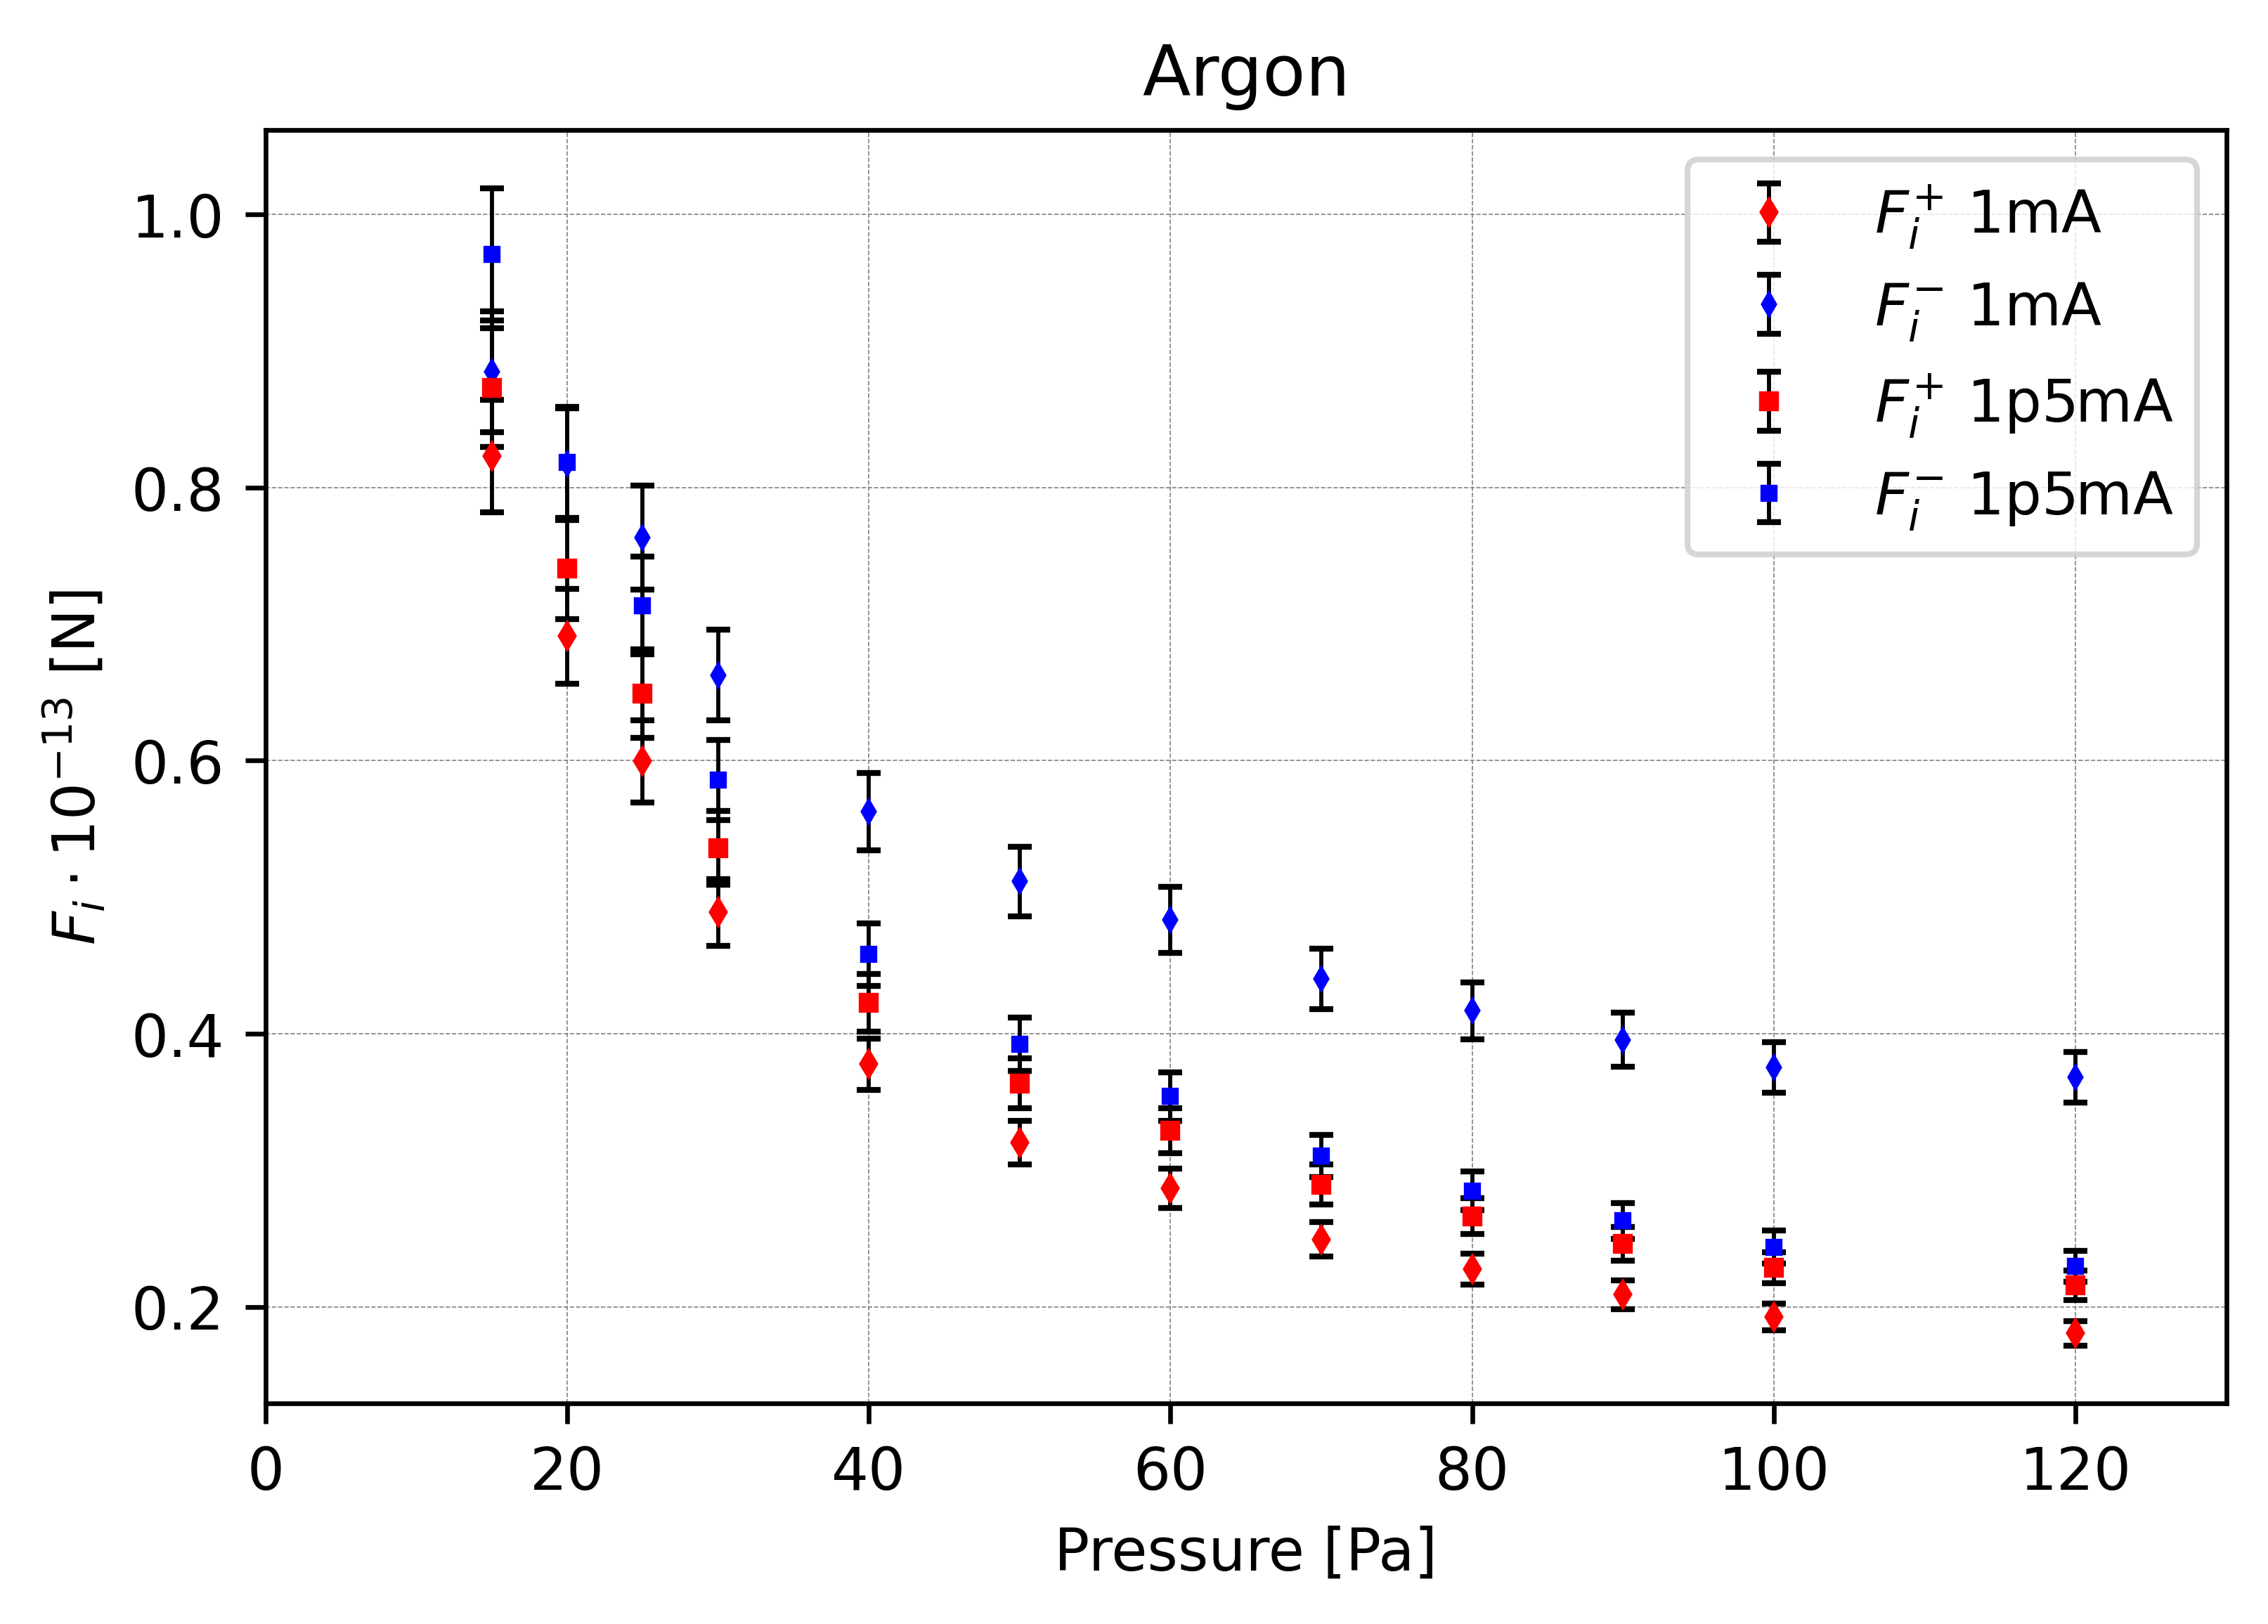 Argon
F_i^+ 1mA
F_i^- 1mA
F_i^+ 1p5mA
F_i^- 1p5mA
F_i · 10^{-13} [N]
1.0
0.8
0.6
0.4
0.2
0 20 40 60 80 100 120
Pressure [Pa]